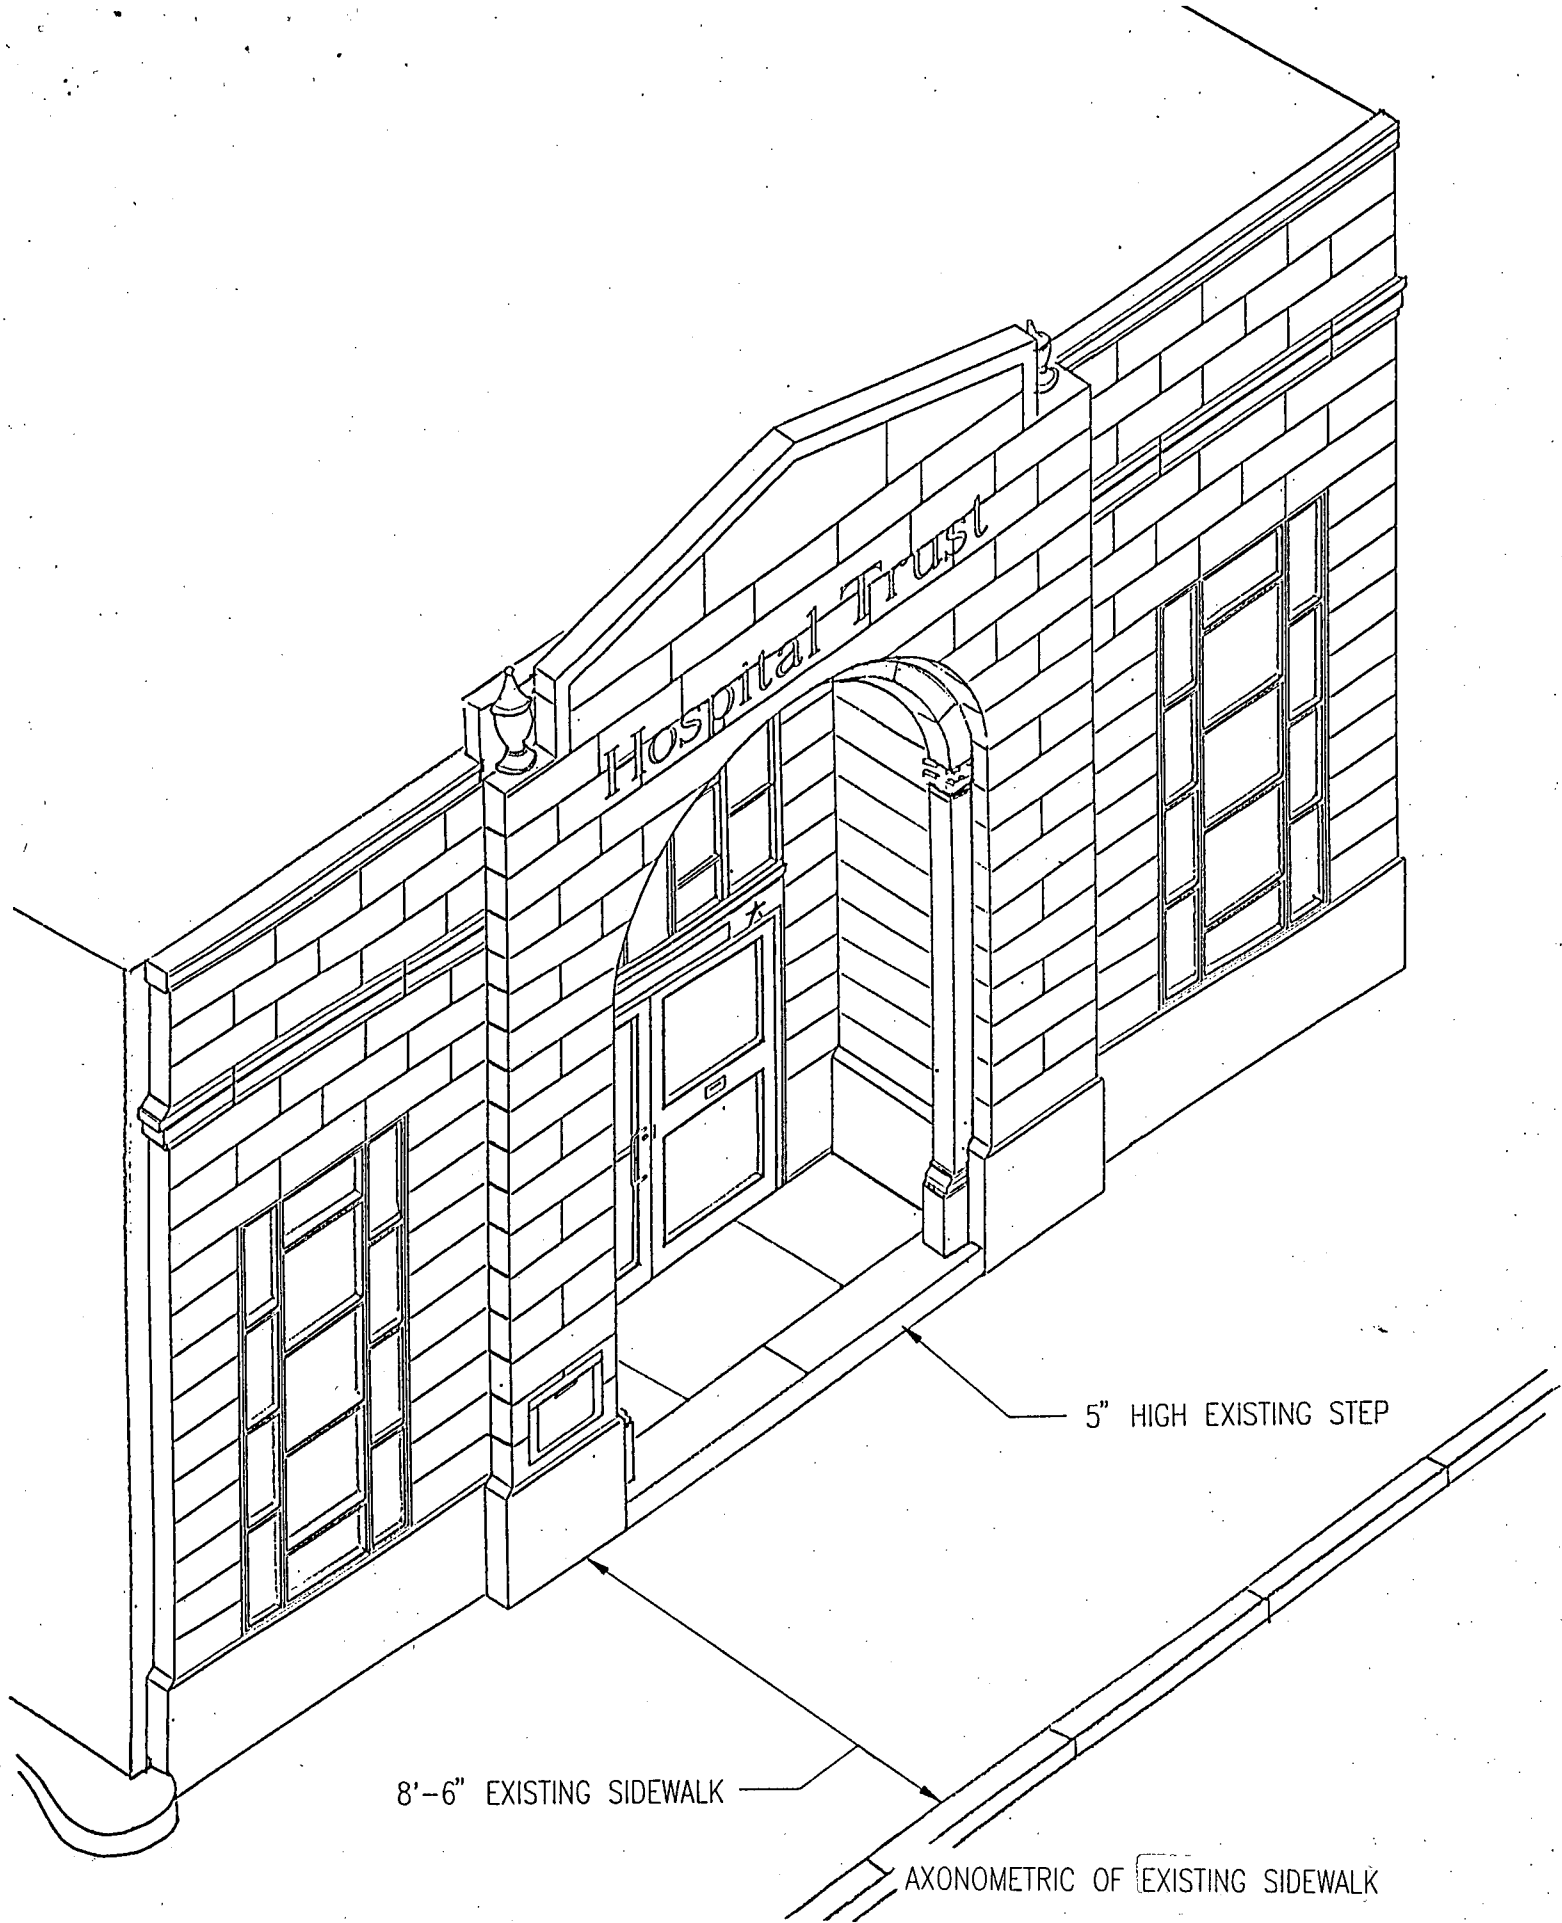 Hospital Trust
5" HIGH EXISTING STEP
8'-6" EXISTING SIDEWALK
AXONOMETRIC OF EXISTING SIDEWALK